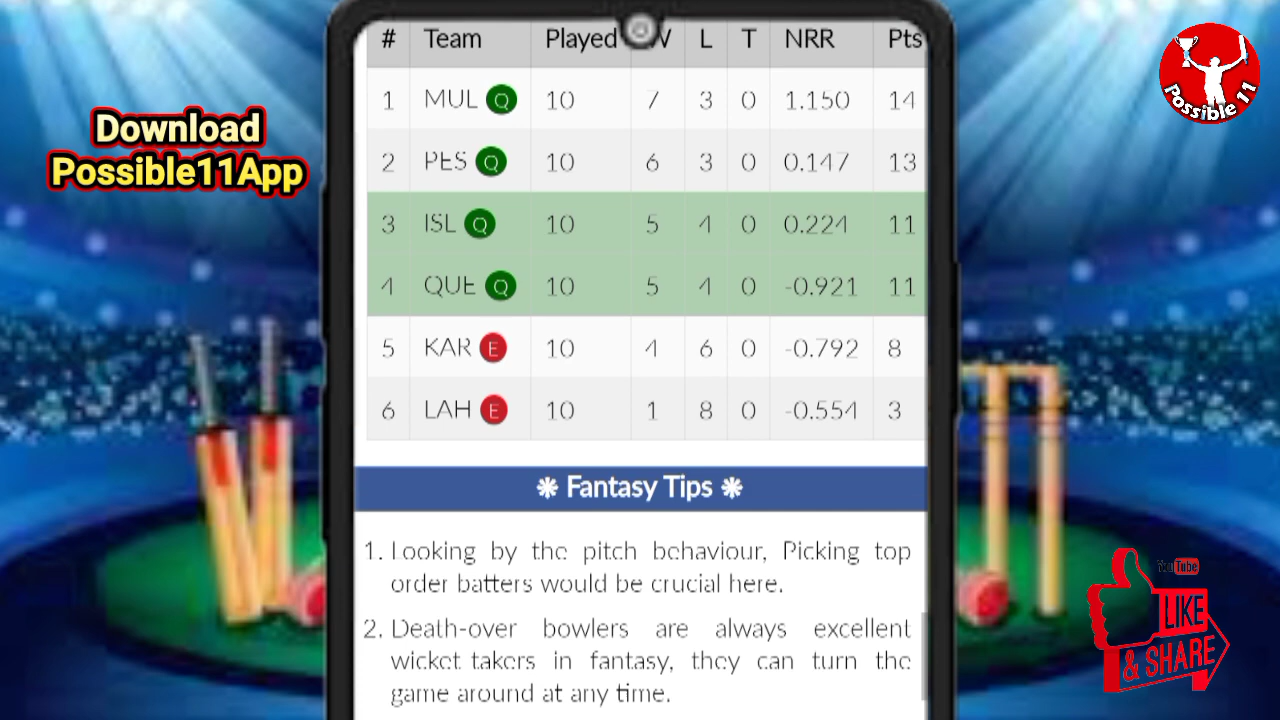 Download
Possible11App
# Team Played W L T NRR Pts
1 MUL Q 10 7 3 0 1.150 14
2 PES Q 10 6 3 0 0.147 13
3 ISL Q 10 5 4 0 0.224 11
4 QUE Q 10 5 4 0 -0.921 11
5 KAR E 10 4 6 0 -0.792 8
6 LAH E 10 1 8 0 -0.554 3
❋ Fantasy Tips ❋
1. Looking by the pitch behaviour, Picking top
order batters would be crucial here.
2. Death-over bowlers are always excellent
wicket takers in fantasy, they can turn the
game around at any time.
Possible 11
YouTube
LIKE
& SHARE